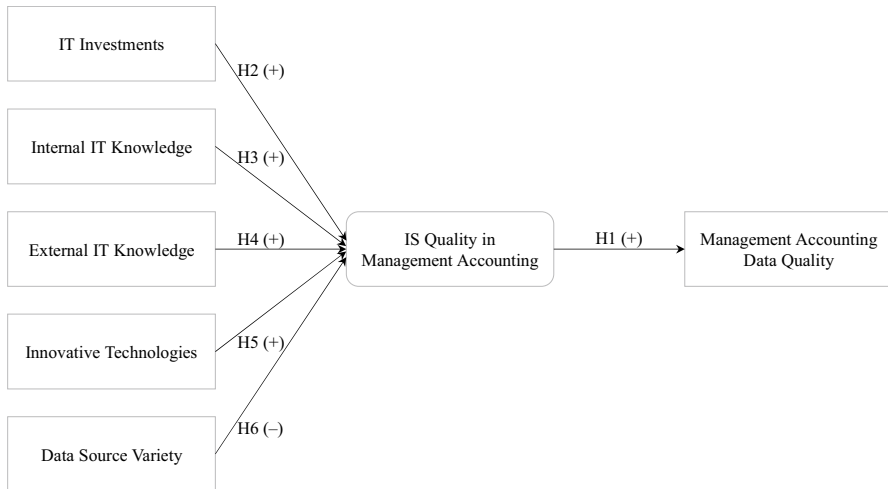 IT Investments
H2 (+)
Internal IT Knowledge
H3 (+)
External IT Knowledge
H4 (+)
IS Quality in
Management Accounting
H1 (+)
Management Accounting
Data Quality
Innovative Technologies
H5 (+)
H6 (–)
Data Source Variety